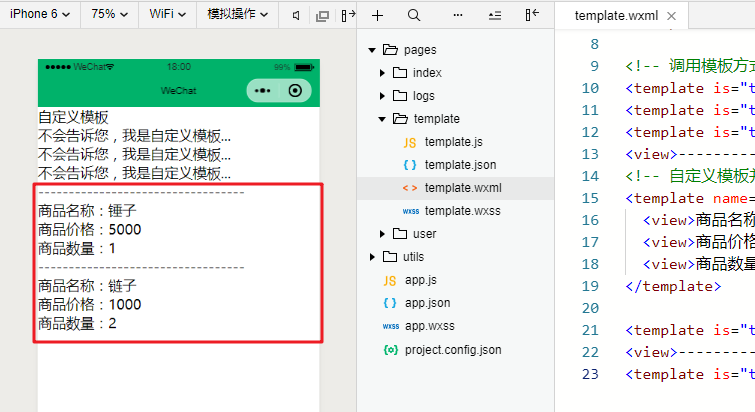 iPhone 6 75% WiFi 模拟操作
template.wxml
WeChat 18:00 99%
WeChat
自定义模板
不会告诉您，我是自定义模板...
不会告诉您，我是自定义模板...
不会告诉您，我是自定义模板...
--------------------------------
商品名称：锤子
商品价格：5000
商品数量：1
--------------------------------
商品名称：链子
商品价格：1000
商品数量：2
pages
index
logs
template
JS template.js
{ } template.json
< > template.wxml
wxss template.wxss
user
utils
JS app.js
{ } app.json
wxss app.wxss
{o} project.config.json
8
9 <!-- 调用模板方式
10 <template is="t
11 <template is="t
12 <template is="t
13 <view>---------
14 <!-- 自定义模板并
15 <template name=
16 <view>商品名称
17 <view>商品价格
18 <view>商品数量
19 </template>
20
21 <template is="t
22 <view>---------
23 <template is="t